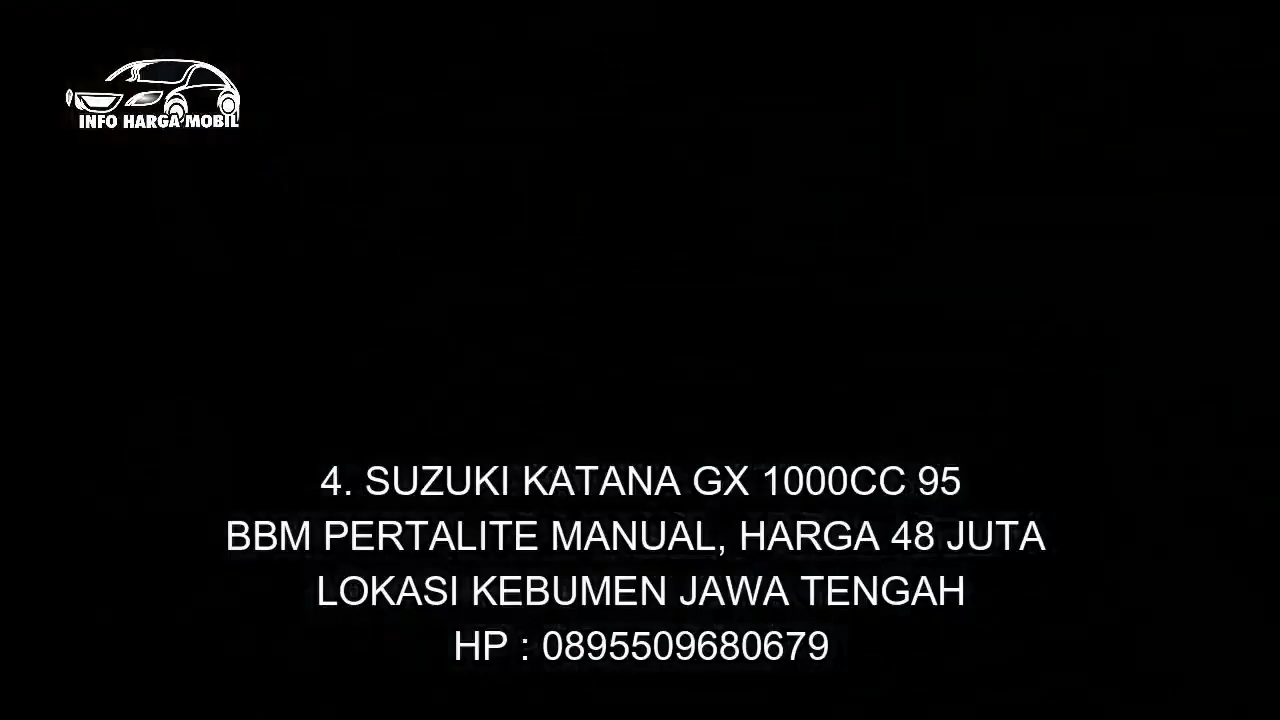 INFO HARGA MOBIL
4. SUZUKI KATANA GX 1000CC 95
BBM PERTALITE MANUAL, HARGA 48 JUTA
LOKASI KEBUMEN JAWA TENGAH
HP : 0895509680679